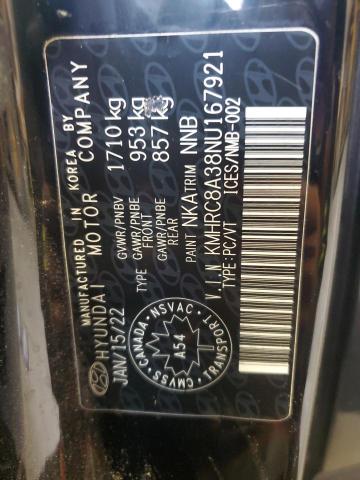 MANUFACTURED IN KOREA BY
HYUNDAI MOTOR COMPANY
JAN/15/22
GVWR/PNBV 1710 kg
GAWR/PNBE 953 kg
TYPE FRONT
GAWR/PNBE 857 kg
REAR
PAINT NKA TRIM NNB
V.I.N KMHRC8A38NU167921
TYPE:PC/VT ICES/NMB-002
CANADA · NSVAC · TRANSPORT · CMVSS
A54